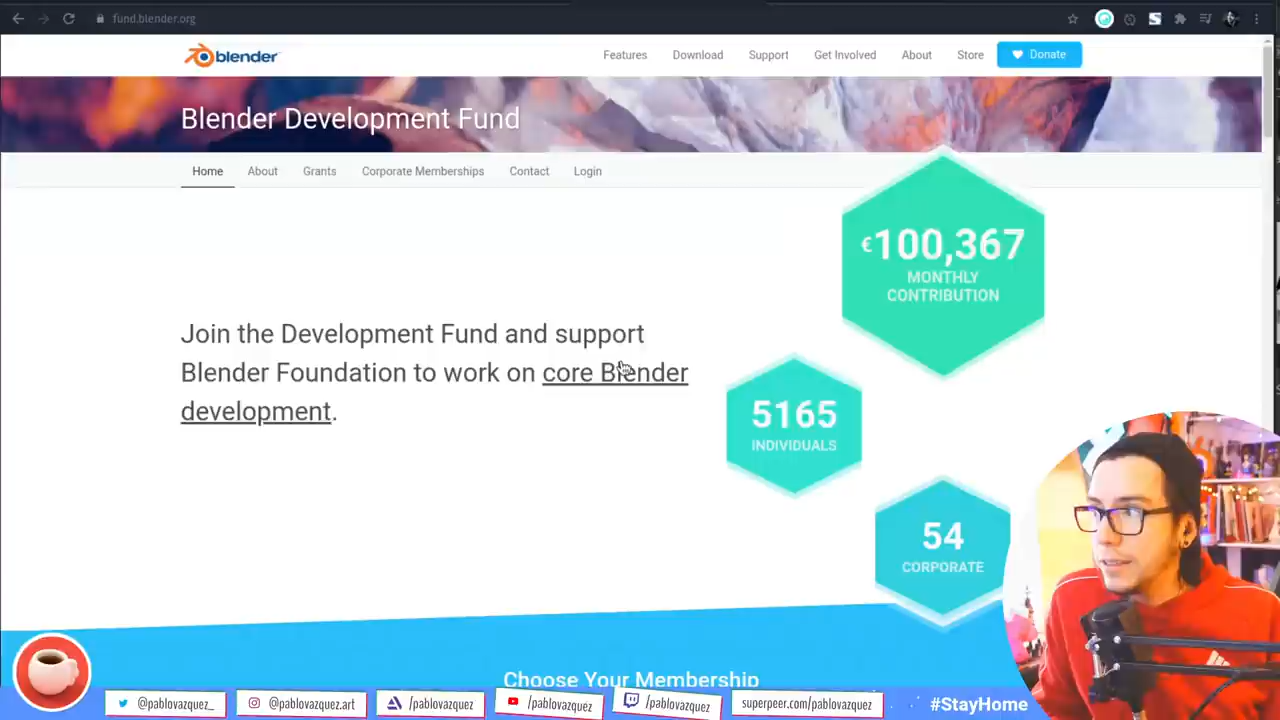 fund.blender.org
blender
Features
Download
Support
Get Involved
About
Store
Donate
Blender Development Fund
Home
About
Grants
Corporate Memberships
Contact
Login
€100,367
MONTHLY
CONTRIBUTION
Join the Development Fund and support
Blender Foundation to work on core Blender
development.
5165
INDIVIDUALS
54
CORPORATE
Choose Your Membership
@pablovazquez_
@pablovazquez.art
/pablovazquez
/pablovazquez
/pablovazquez
superpeer.com/pablovazquez
#StayHome